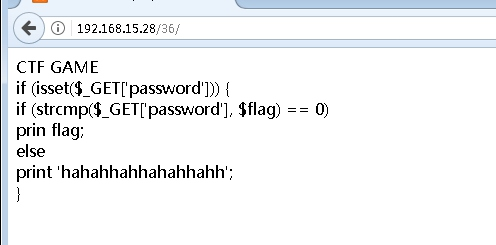 192.168.15.28/36/
CTF GAME
if (isset($_GET['password'])) {
if (strcmp($_GET['password'], $flag) == 0)
prin flag;
else
print 'hahahhahhahahhahh';
}